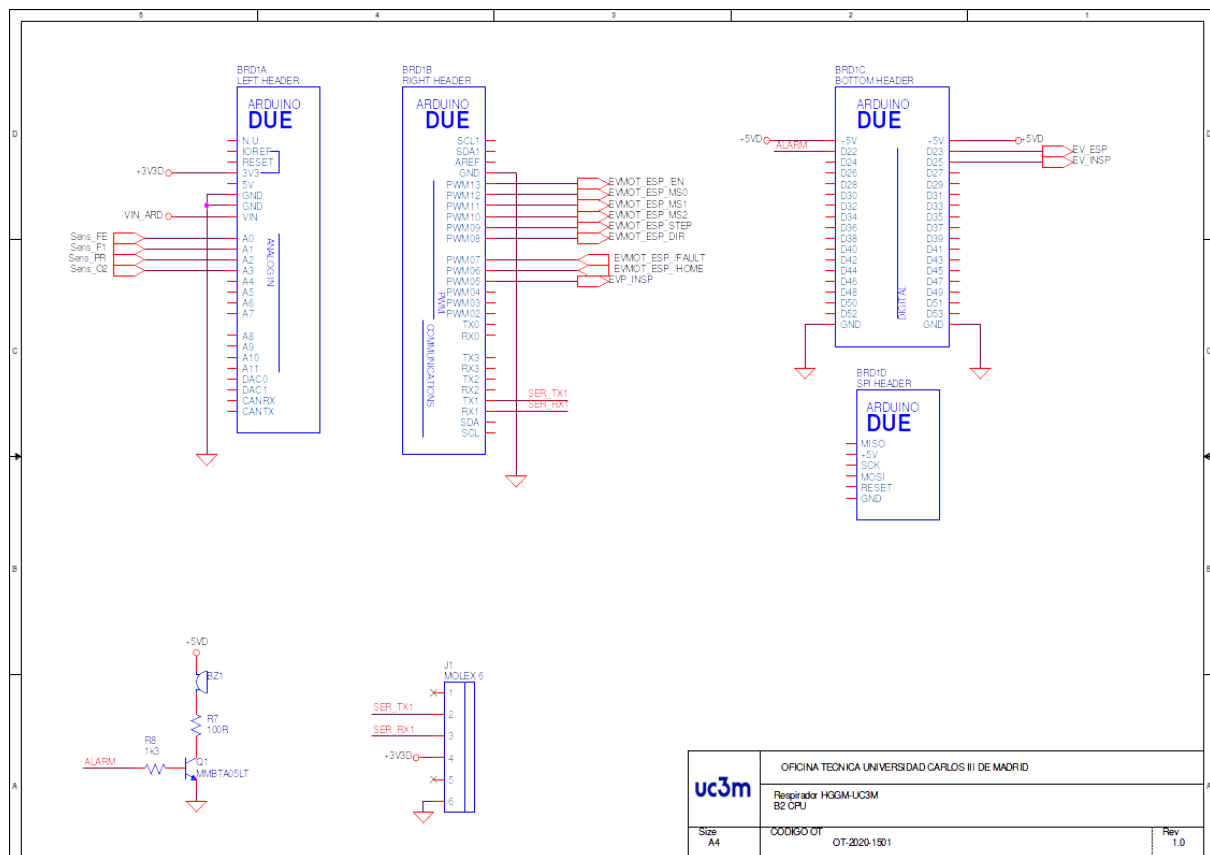 5 4 3 2 1
D
C
B
A
D
C
B
A
BRD1A
LEFT HEADER
ARDUINO
DUE
N.U.
IOREF
RESET
3V3
5V
GND
GND
VIN
A0
A1
A2
A3
A4
A5
A6
A7
A8
A9
A10
A11
DAC0
DAC1
CANRX
CANTX
ANALOG IN
+3V3D
VIN_ARD
Sens_FE
Sens_F1
Sens_PR
Sens_O2
BRD1B
RIGHT HEADER
ARDUINO
DUE
SCL1
SDA1
AREF
GND
PWM13
PWM12
PWM11
PWM10
PWM09
PWM08
PWM07
PWM06
PWM05
PWM04
PWM03
PWM02
TX0
RX0
TX3
RX3
TX2
RX2
TX1
RX1
SDA
SCL
PWM
COMMUNICATIONS
EVMOT_ESP_/EN
EVMOT_ESP_MS0
EVMOT_ESP_MS1
EVMOT_ESP_MS2
EVMOT_ESP_STEP
EVMOT_ESP_DIR
EVMOT_ESP_/FAULT
EVMOT_ESP_/HOME
EVP_INSP
SER_TX1
SER_RX1
BRD1C
BOTTOM HEADER
ARDUINO
DUE
+5VD
ALARM
+5V
D22
D24
D26
D28
D30
D32
D34
D36
D38
D40
D42
D44
D46
D48
D50
D52
GND
+5V
D23
D25
D27
D29
D31
D33
D35
D37
D39
D41
D43
D45
D47
D49
D51
D53
GND
DIGITAL
+5VD
EV_ESP
EV_INSP
BRD1D
SPI HEADER
ARDUINO
DUE
MISO
+5V
SCK
MOSI
RESET
GND
+5VD
BZ1
R7
100R
R8
1k3
ALARM
Q1
MMBTA05LT
J1
MOLEX 6
1
2
3
4
5
6
SER_TX1
SER_RX1
+3V3D
uc3m
OFICINA TECNICA UNIVERSIDAD CARLOS III DE MADRID
Respirador HGGM-UC3M
B2 CPU
Size
A4
CODIGO OT
OT-2020-1501
Rev
1.0